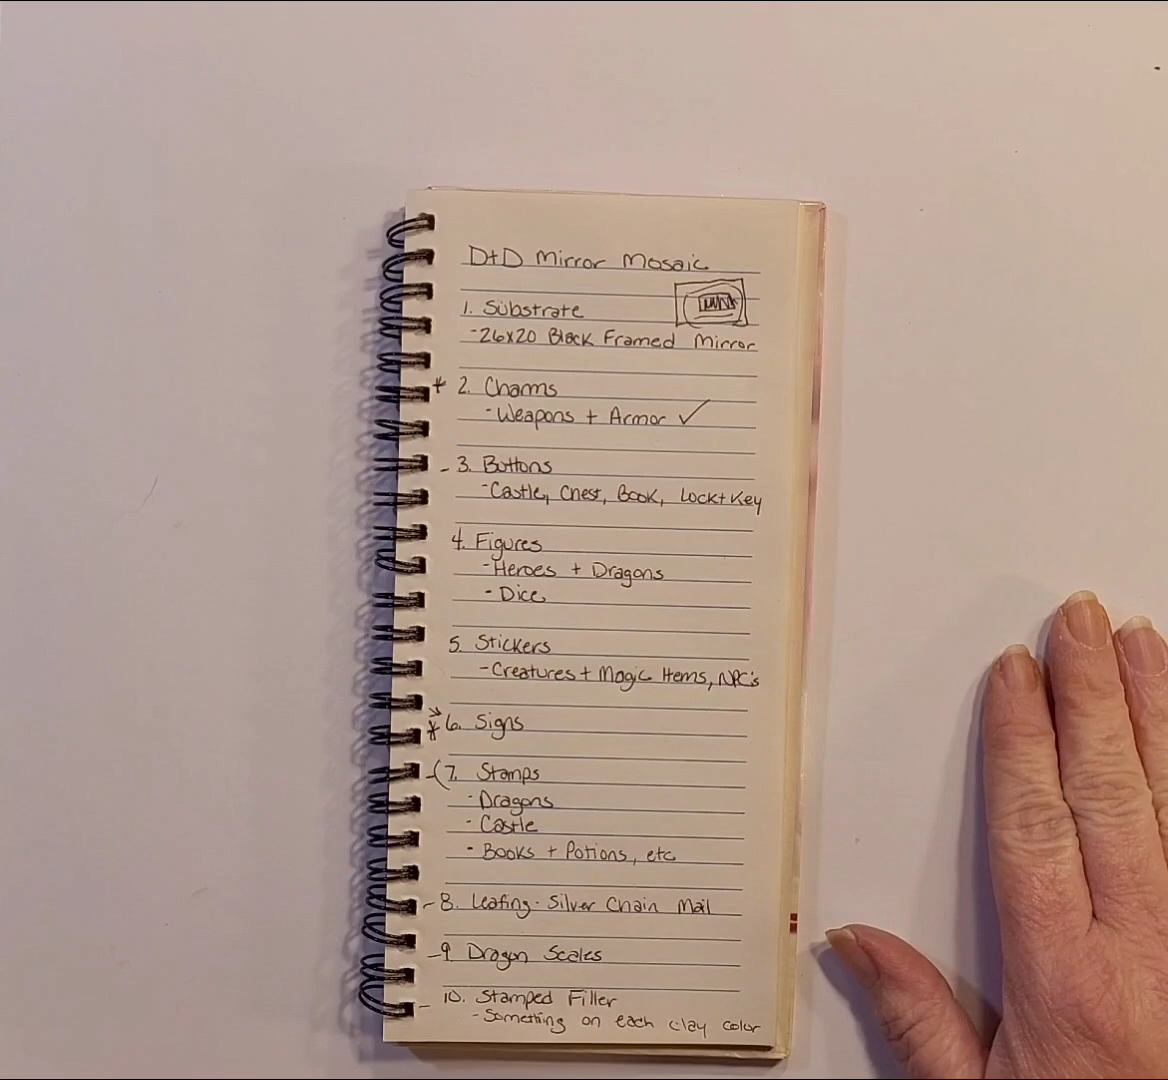 D+D Mirror Mosaic
1. Substrate
-26x20 Black Framed Mirror
* 2. Charms
-Weapons + Armor ✓
- 3. Buttons
-Castle, Chest, Book, Lock+Key
4. Figures
-Heroes + Dragons
- Dice
5. Stickers
-Creatures + Magic Items, NPC's
* 6. Signs
-(7. Stamps
- Dragons
- Castle
- Books + Potions, etc
-8. Leafing - Silver Chain Mail
-9 Dragon Scales
- 10. Stamped Filler
-Something on each clay color